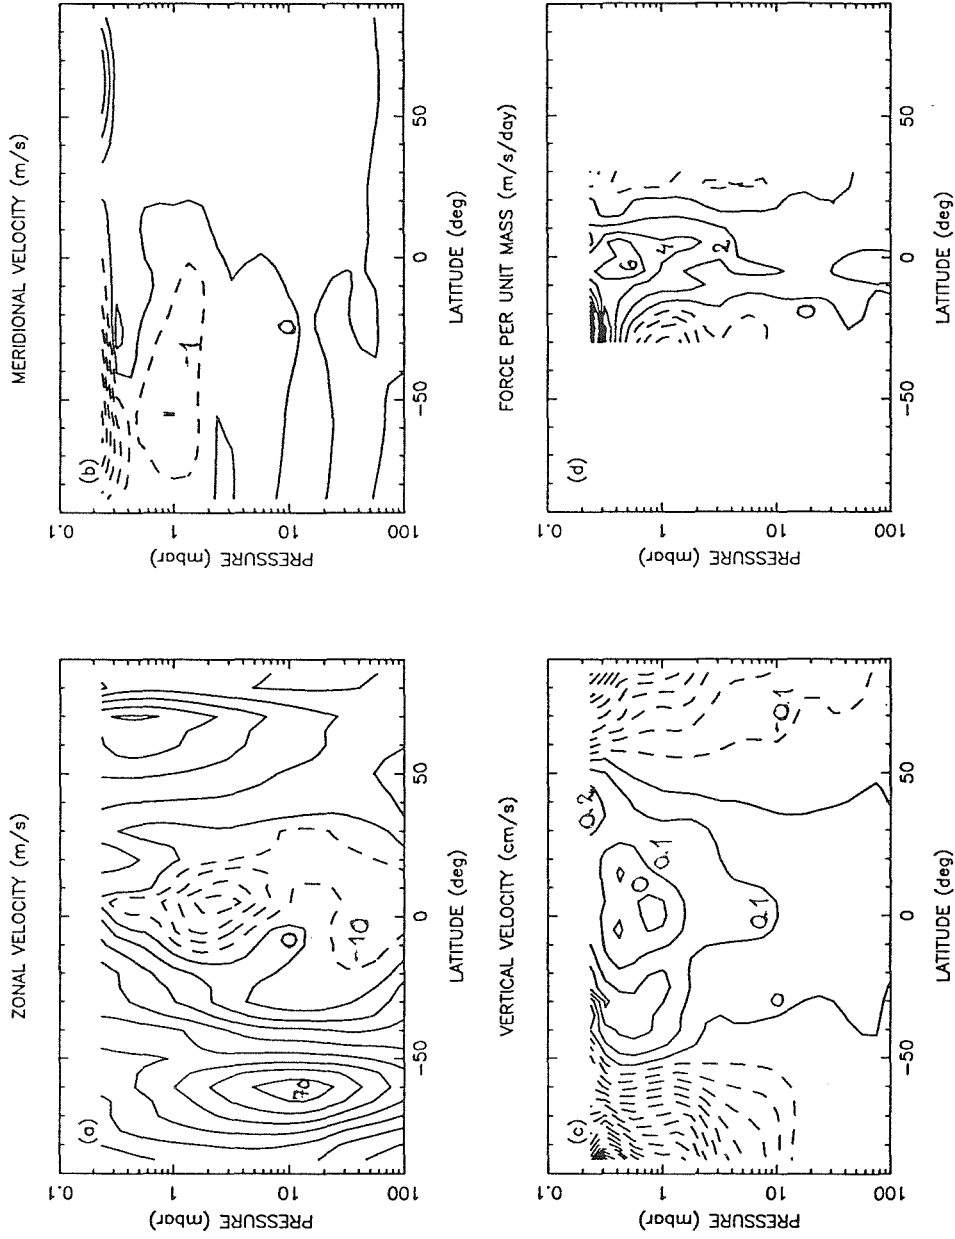 ZONAL VELOCITY (m/s)
(a)
0.1
1
10
100
PRESSURE (mbar)
70
0
-10
-50
0
50
LATITUDE (deg)
MERIDIONAL VELOCITY (m/s)
(b)
0.1
1
10
100
PRESSURE (mbar)
-1
0
-50
0
50
LATITUDE (deg)
VERTICAL VELOCITY (cm/s)
(c)
0.1
1
10
100
PRESSURE (mbar)
0.2
0.1
0
0.1
0
-0.1
-50
0
50
LATITUDE (deg)
FORCE PER UNIT MASS (m/s/day)
(d)
0.1
1
10
100
PRESSURE (mbar)
6
4
2
0
-50
0
50
LATITUDE (deg)